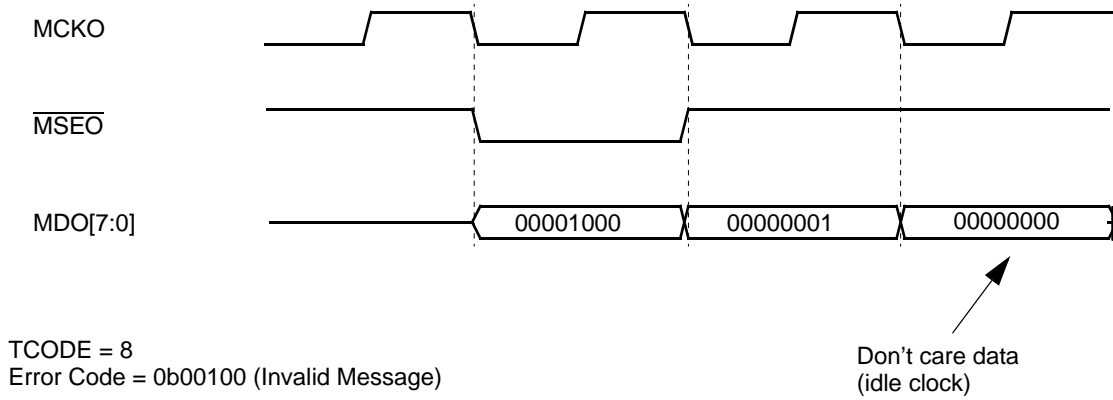 MCKO
MSEO
MDO[7:0]
00001000
00000001
00000000
TCODE = 8
Error Code = 0b00100 (Invalid Message)
Don't care data
(idle clock)